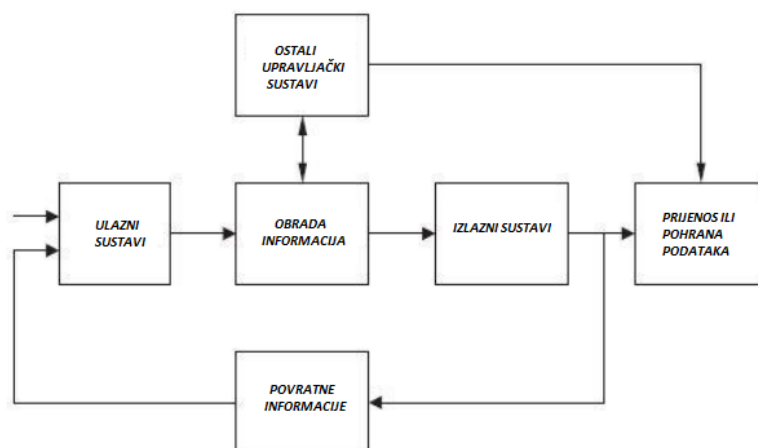 OSTALI
UPRAVLJAČKI
SUSTAVI
ULAZNI
SUSTAVI
OBRADA
INFORMACIJA
IZLAZNI SUSTAVI
PRIJENOS ILI
POHRANA
PODATAKA
POVRATNE
INFORMACIJE